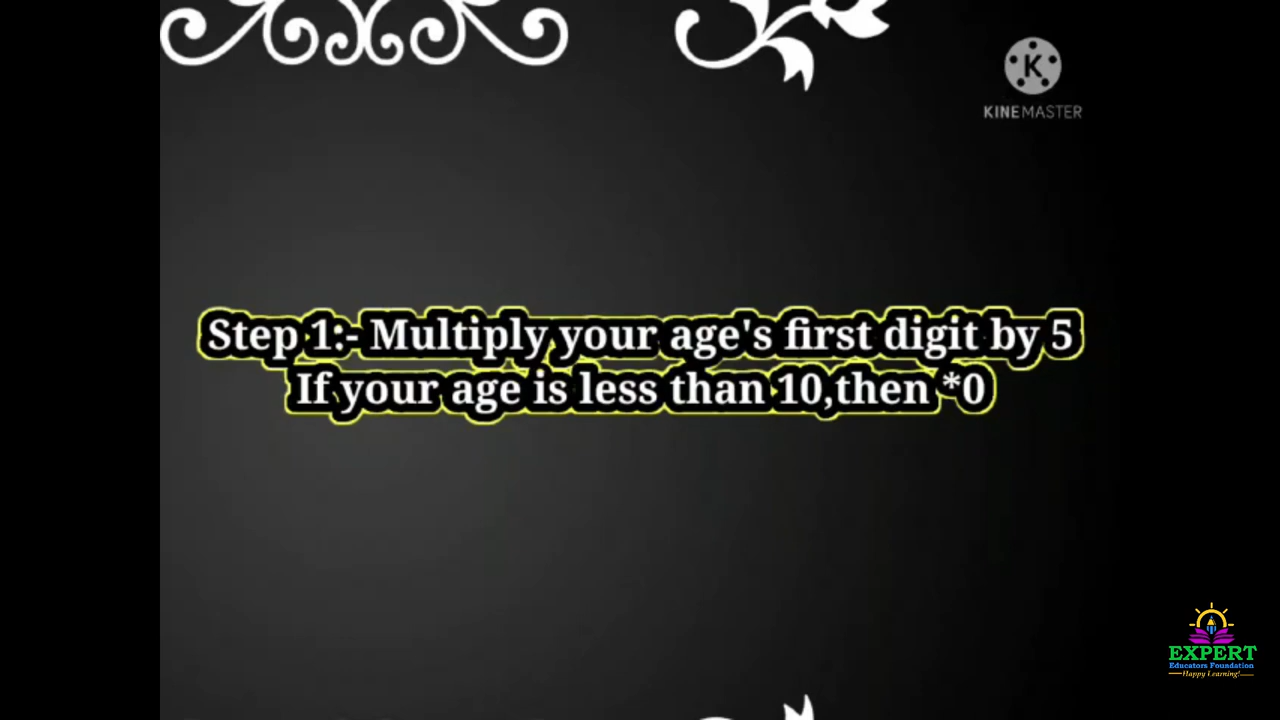 K
KINEMASTER
Step 1:- Multiply your age's first digit by 5
If your age is less than 10,then *0
EXPERT
Educators Foundation
Happy Learning!